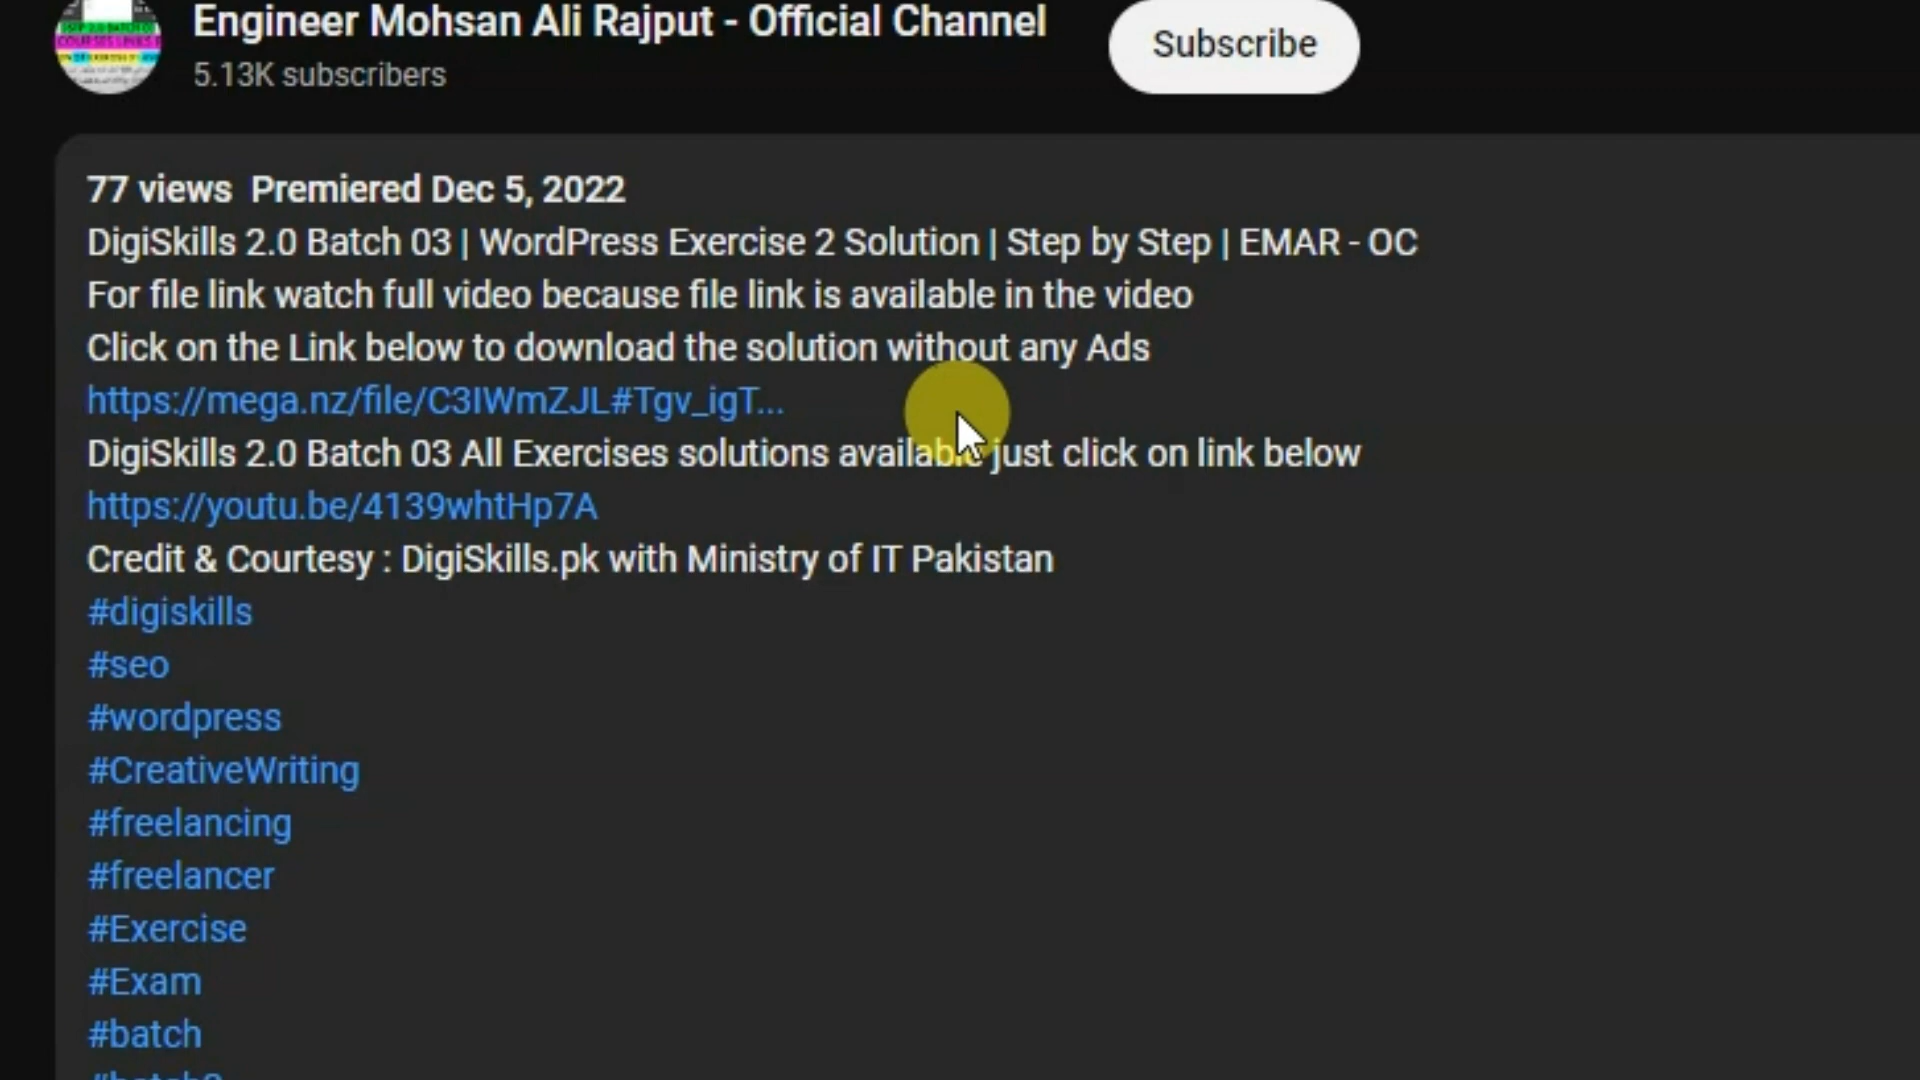 Engineer Mohsan Ali Rajput - Official Channel
Subscribe
5.13K subscribers
77 views Premiered Dec 5, 2022
DigiSkills 2.0 Batch 03 | WordPress Exercise 2 Solution | Step by Step | EMAR - OC
For file link watch full video because file link is available in the video
Click on the Link below to download the solution without any Ads
https://mega.nz/file/C3IWmZJL#Tgv_igT...
DigiSkills 2.0 Batch 03 All Exercises solutions available just click on link below
https://youtu.be/4139whtHp7A
Credit & Courtesy : DigiSkills.pk with Ministry of IT Pakistan
#digiskills
#seo
#wordpress
#CreativeWriting
#freelancing
#freelancer
#Exercise
#Exam
#batch